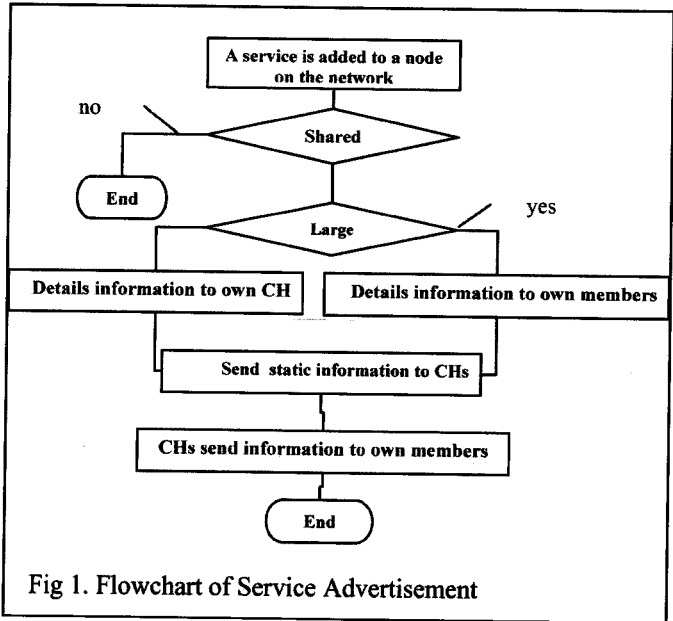 A service is added to a node
on the network
no
Shared
End
Large
yes
Details information to own CH
Details information to own members
Send static information to CHs
CHs send information to own members
End
Fig 1. Flowchart of Service Advertisement